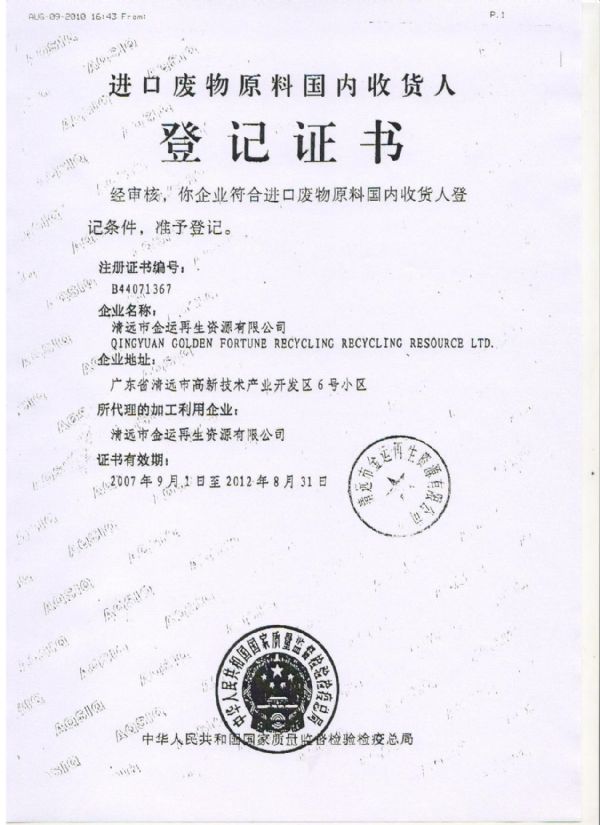 AUG-09-2010 16:43 From:
P.1
进口废物原料国内收货人
登记证书
经审核，你企业符合进口废物原料国内收货人登
记条件，准予登记。
注册证书编号：
B44071367
企业名称：
清远市金运再生资源有限公司
QINGYUAN GOLDEN FORTUNE RECYCLING RECYCLING RESOURCE LTD.
企业地址：
广东省清远市高新技术产业开发区6号小区
所代理的加工利用企业：
清远市金运再生资源有限公司
证书有效期：
2007年9月1日至2012年8月31日
清远市金运再生资源有限公司
中华人民共和国国家质量监督检验检疫总局
中华人民共和国国家质量监督检验检疫总局
AQSIQ